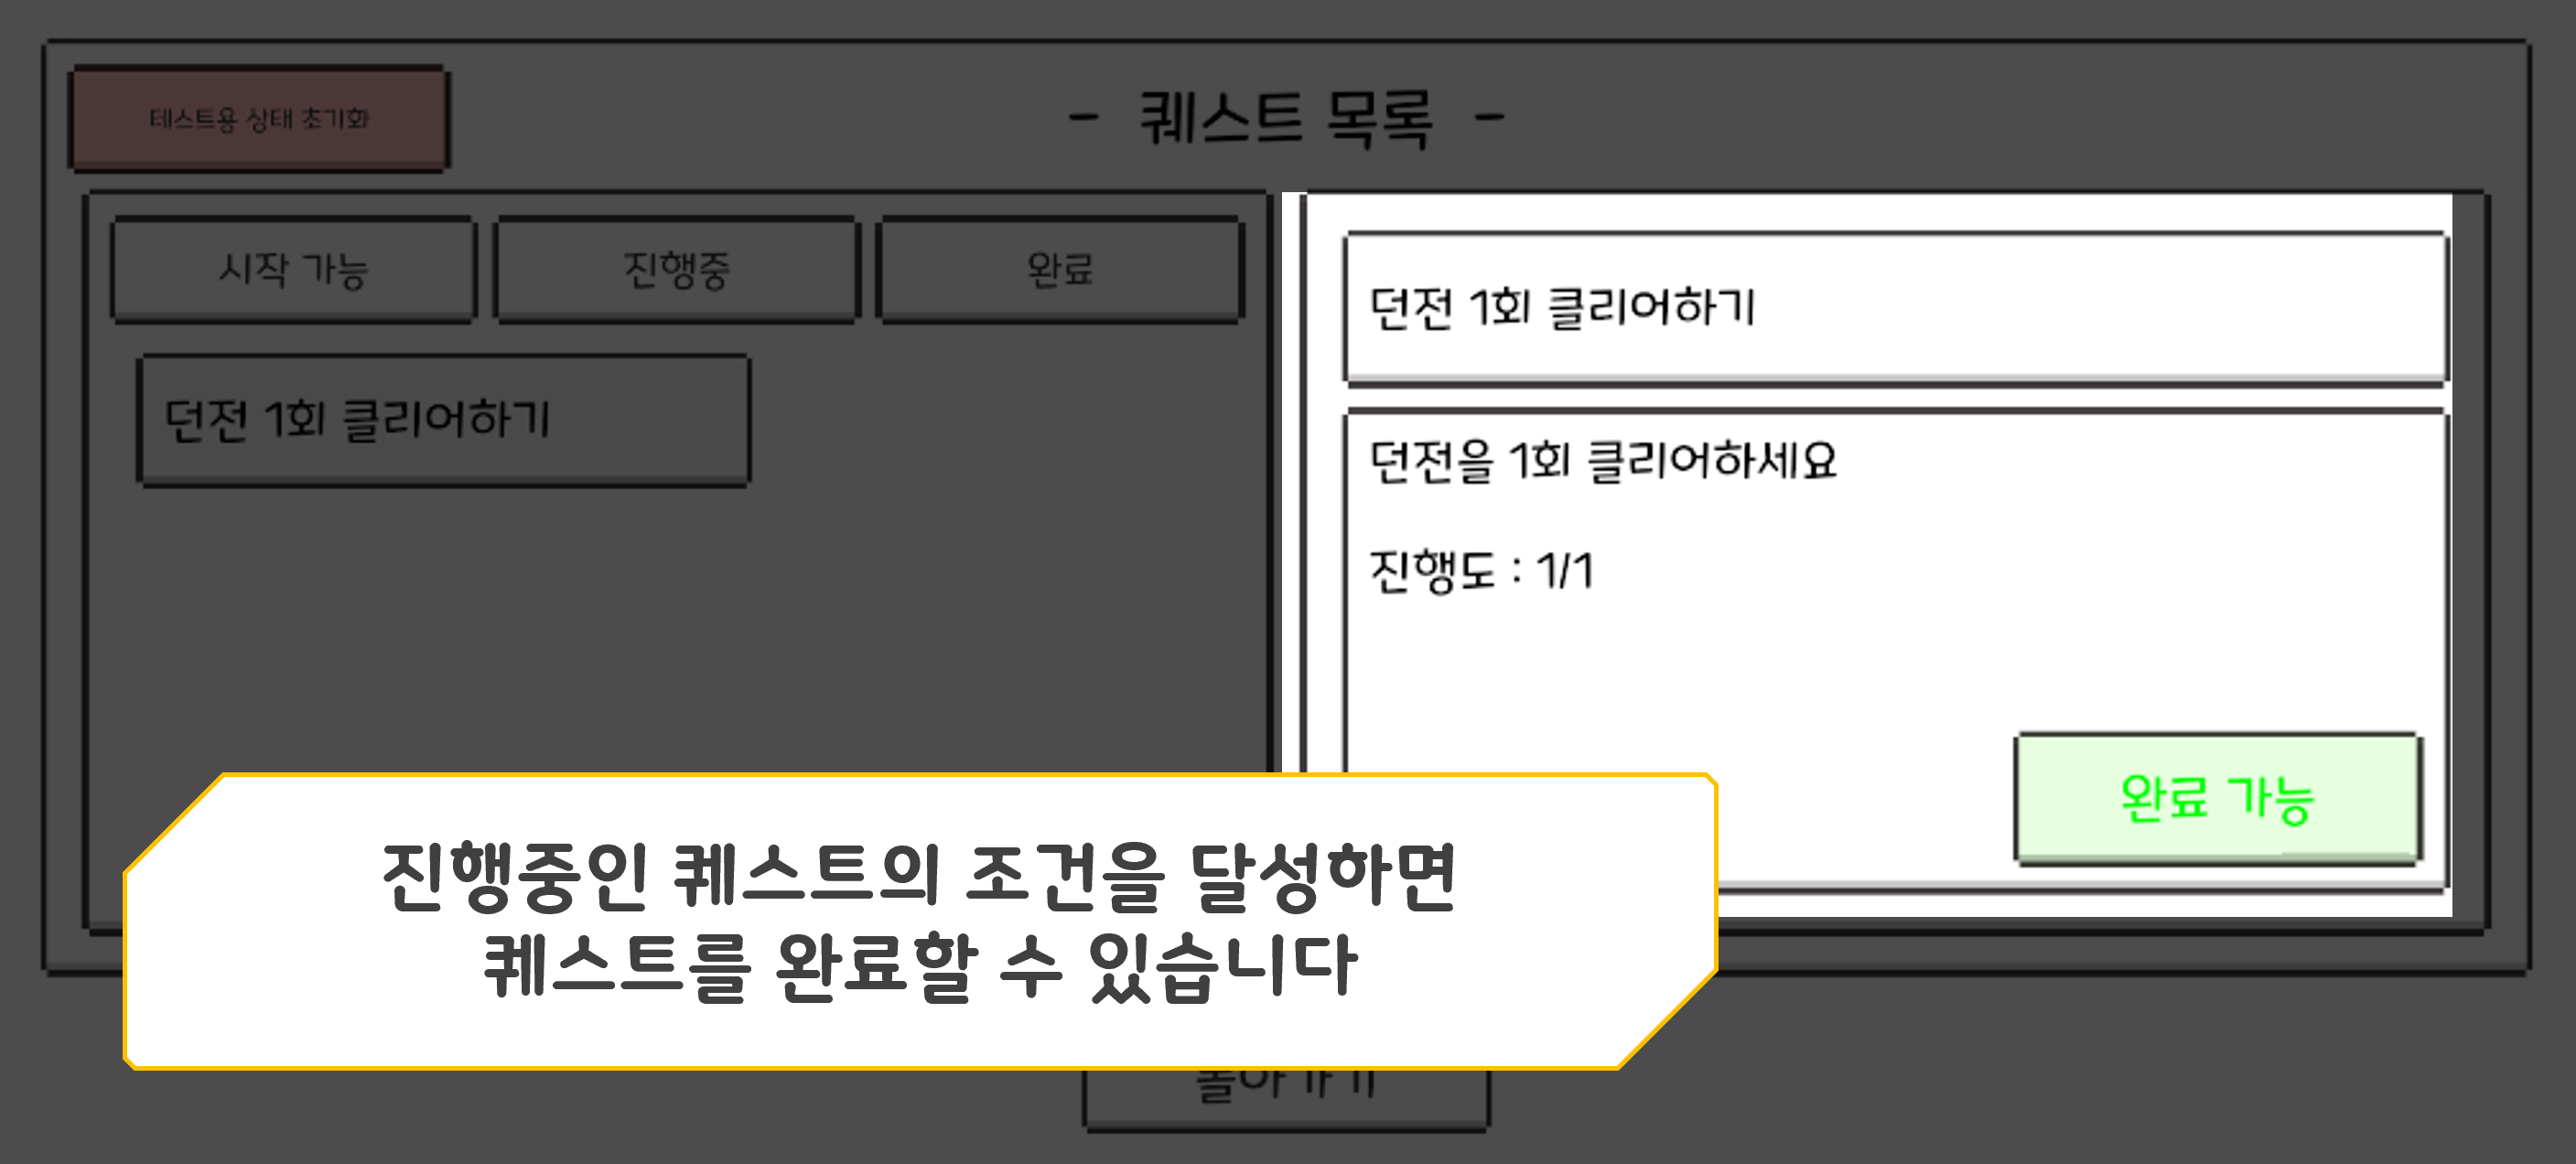 테스트용 상태 초기화
- 퀘스트 목록 -
시작 가능
진행중
완료
던전 1회 클리어하기
던전 1회 클리어하기
던전을 1회 클리어하세요
진행도 : 1/1
완료 가능
진행중인 퀘스트의 조건을 달성하면
퀘스트를 완료할 수 있습니다
돌아가기